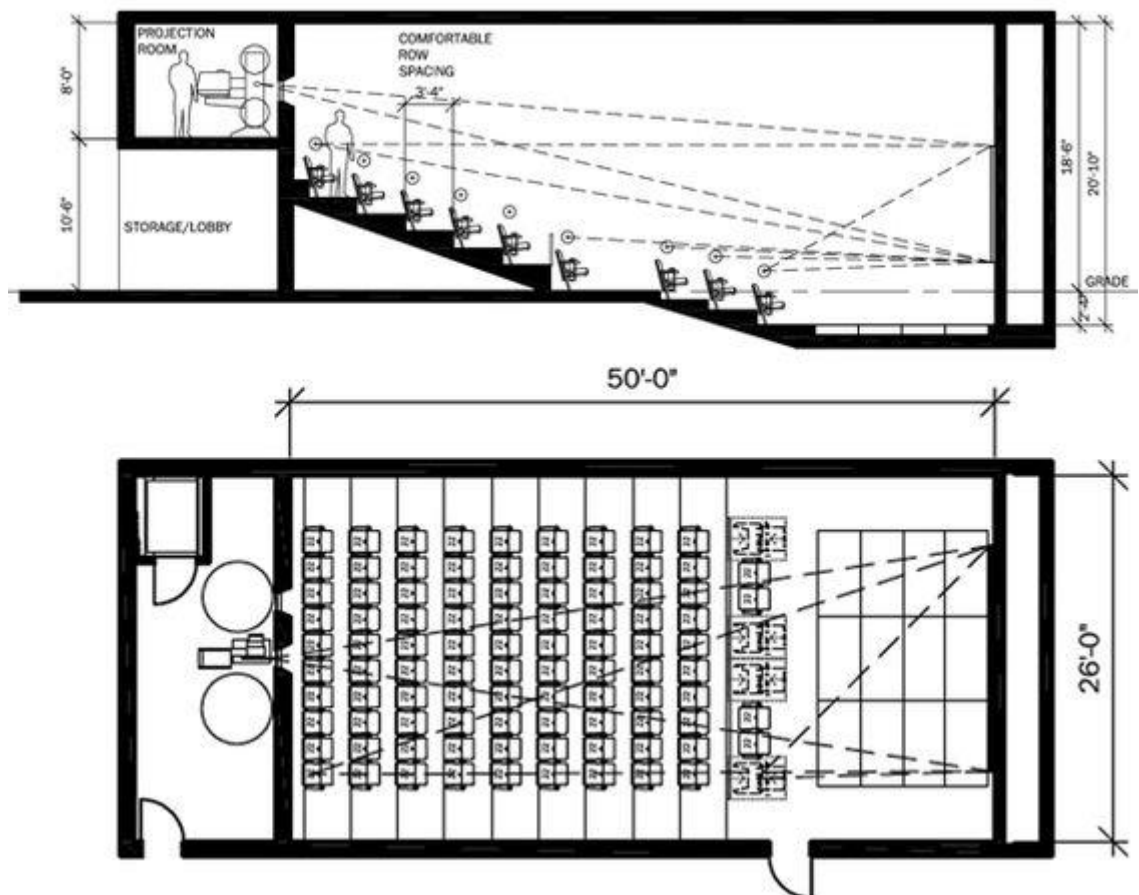 PROJECTION
ROOM
COMFORTABLE
ROW
SPACING
3'-4"
8'-0"
18'-6"
20'-10"
10'-6"
STORAGE/LOBBY
GRADE
2'-4"
50'-0"
26'-0"